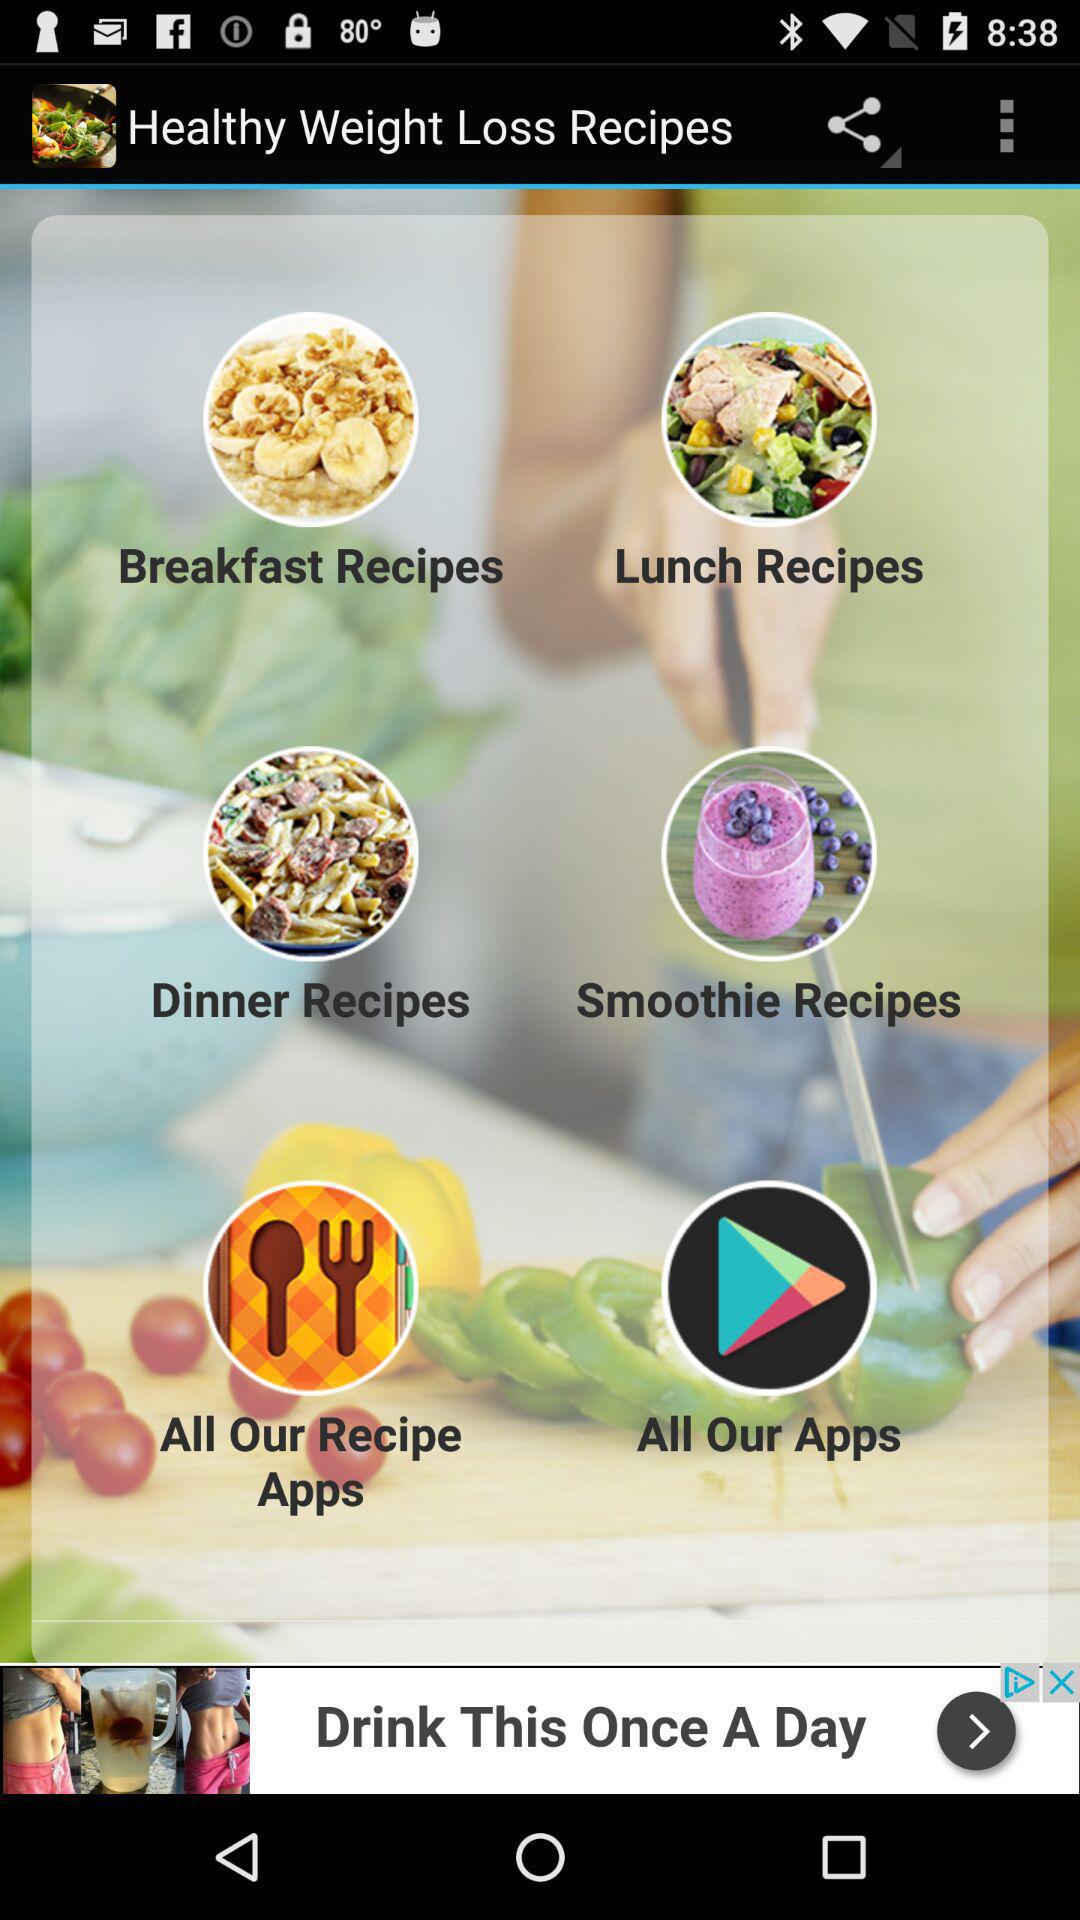 80° 8:38
Healthy Weight Loss Recipes
Breakfast Recipes Lunch Recipes
Dinner Recipes Smoothie Recipes
All Our Recipe Apps
All Our Apps
Drink This Once A Day